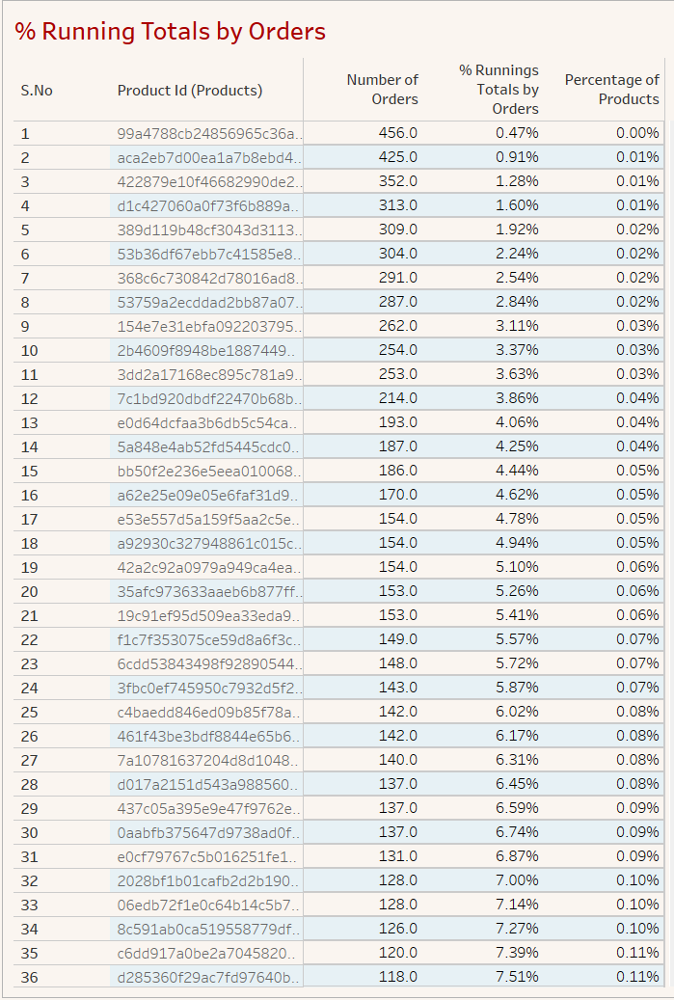 % Running Totals by Orders
S.No Product Id (Products) Number of Orders % Runnings Totals by Orders Percentage of Products
1 99a4788cb24856965c36a.. 456.0 0.47% 0.00%
2 aca2eb7d00ea1a7b8ebd4.. 425.0 0.91% 0.01%
3 422879e10f46682990de2.. 352.0 1.28% 0.01%
4 d1c427060a0f73f6b889a.. 313.0 1.60% 0.01%
5 389d119b48cf3043d3113.. 309.0 1.92% 0.02%
6 53b36df67ebb7c41585e8.. 304.0 2.24% 0.02%
7 368c6c730842d78016ad8.. 291.0 2.54% 0.02%
8 53759a2ecddad2bb87a07.. 287.0 2.84% 0.02%
9 154e7e31ebfa092203795.. 262.0 3.11% 0.03%
10 2b4609f8948be1887449.. 254.0 3.37% 0.03%
11 3dd2a17168ec895c781a9.. 253.0 3.63% 0.03%
12 7c1bd920dbdf22470b68b.. 214.0 3.86% 0.04%
13 e0d64dcfaa3b6db5c54ca.. 193.0 4.06% 0.04%
14 5a848e4ab52fd5445cdc0.. 187.0 4.25% 0.04%
15 bb50f2e236e5eea010068.. 186.0 4.44% 0.05%
16 a62e25e09e05e6faf31d9.. 170.0 4.62% 0.05%
17 e53e557d5a159f5aa2c5e.. 154.0 4.78% 0.05%
18 a92930c327948861c015c.. 154.0 4.94% 0.05%
19 42a2c92a0979a949ca4ea.. 154.0 5.10% 0.06%
20 35afc973633aaeb6b877ff.. 153.0 5.26% 0.06%
21 19c91ef95d509ea33eda9.. 153.0 5.41% 0.06%
22 f1c7f353075ce59d8a6f3c.. 149.0 5.57% 0.07%
23 6cdd53843498f92890544.. 148.0 5.72% 0.07%
24 3fbc0ef745950c7932d5f2.. 143.0 5.87% 0.07%
25 c4baedd846ed09b85f78a.. 142.0 6.02% 0.08%
26 461f43be3bdf8844e65b6.. 142.0 6.17% 0.08%
27 7a10781637204d8d1048.. 140.0 6.31% 0.08%
28 d017a2151d543a988560.. 137.0 6.45% 0.08%
29 437c05a395e9e47f9762e.. 137.0 6.59% 0.09%
30 0aabfb375647d9738ad0f.. 137.0 6.74% 0.09%
31 e0cf79767c5b016251fe1.. 131.0 6.87% 0.09%
32 2028bf1b01cafb2d2b190.. 128.0 7.00% 0.10%
33 06edb72f1e0c64b14c5b7.. 128.0 7.14% 0.10%
34 8c591ab0ca519558779df.. 126.0 7.27% 0.10%
35 c6dd917a0be2a7045820.. 120.0 7.39% 0.11%
36 d285360f29ac7fd97640b.. 118.0 7.51% 0.11%